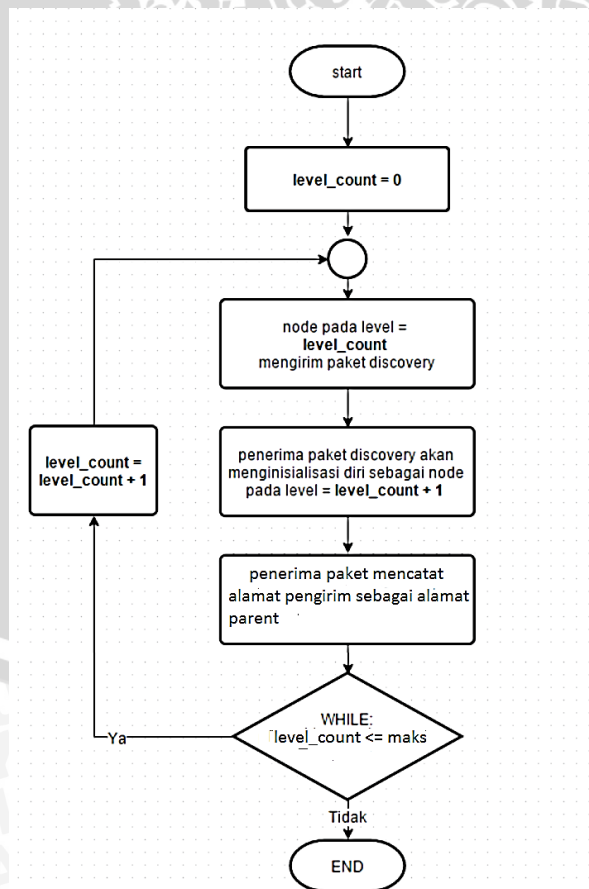 start
level_count = 0
node pada level =
level_count
mengirim paket discovery
penerima paket discovery akan
menginisialisasi diri sebagai node
pada level = level_count + 1
level_count =
level_count + 1
penerima paket mencatat
alamat pengirim sebagai alamat
parent
WHILE:
level_count <= maks
Ya
Tidak
END